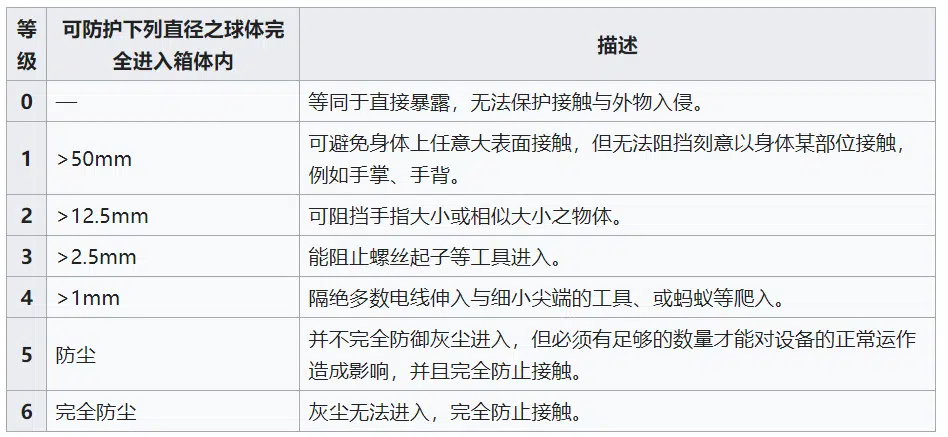 等级
可防护下列直径之球体完
全进入箱体内
描述
0
—
等同于直接暴露，无法保护接触与外物入侵。
1
>50mm
可避免身体上任意大表面接触，但无法阻挡刻意以身体某部位接触，
例如手掌、手背。
2
>12.5mm
可阻挡手指大小或相似大小之物体。
3
>2.5mm
能阻止螺丝起子等工具进入。
4
>1mm
隔绝多数电线伸入与细小尖端的工具、或蚂蚁等爬入。
5
防尘
并不完全防御灰尘进入，但必须有足够的数量才能对设备的正常运作
造成影响，并且完全防止接触。
6
完全防尘
灰尘无法进入，完全防止接触。